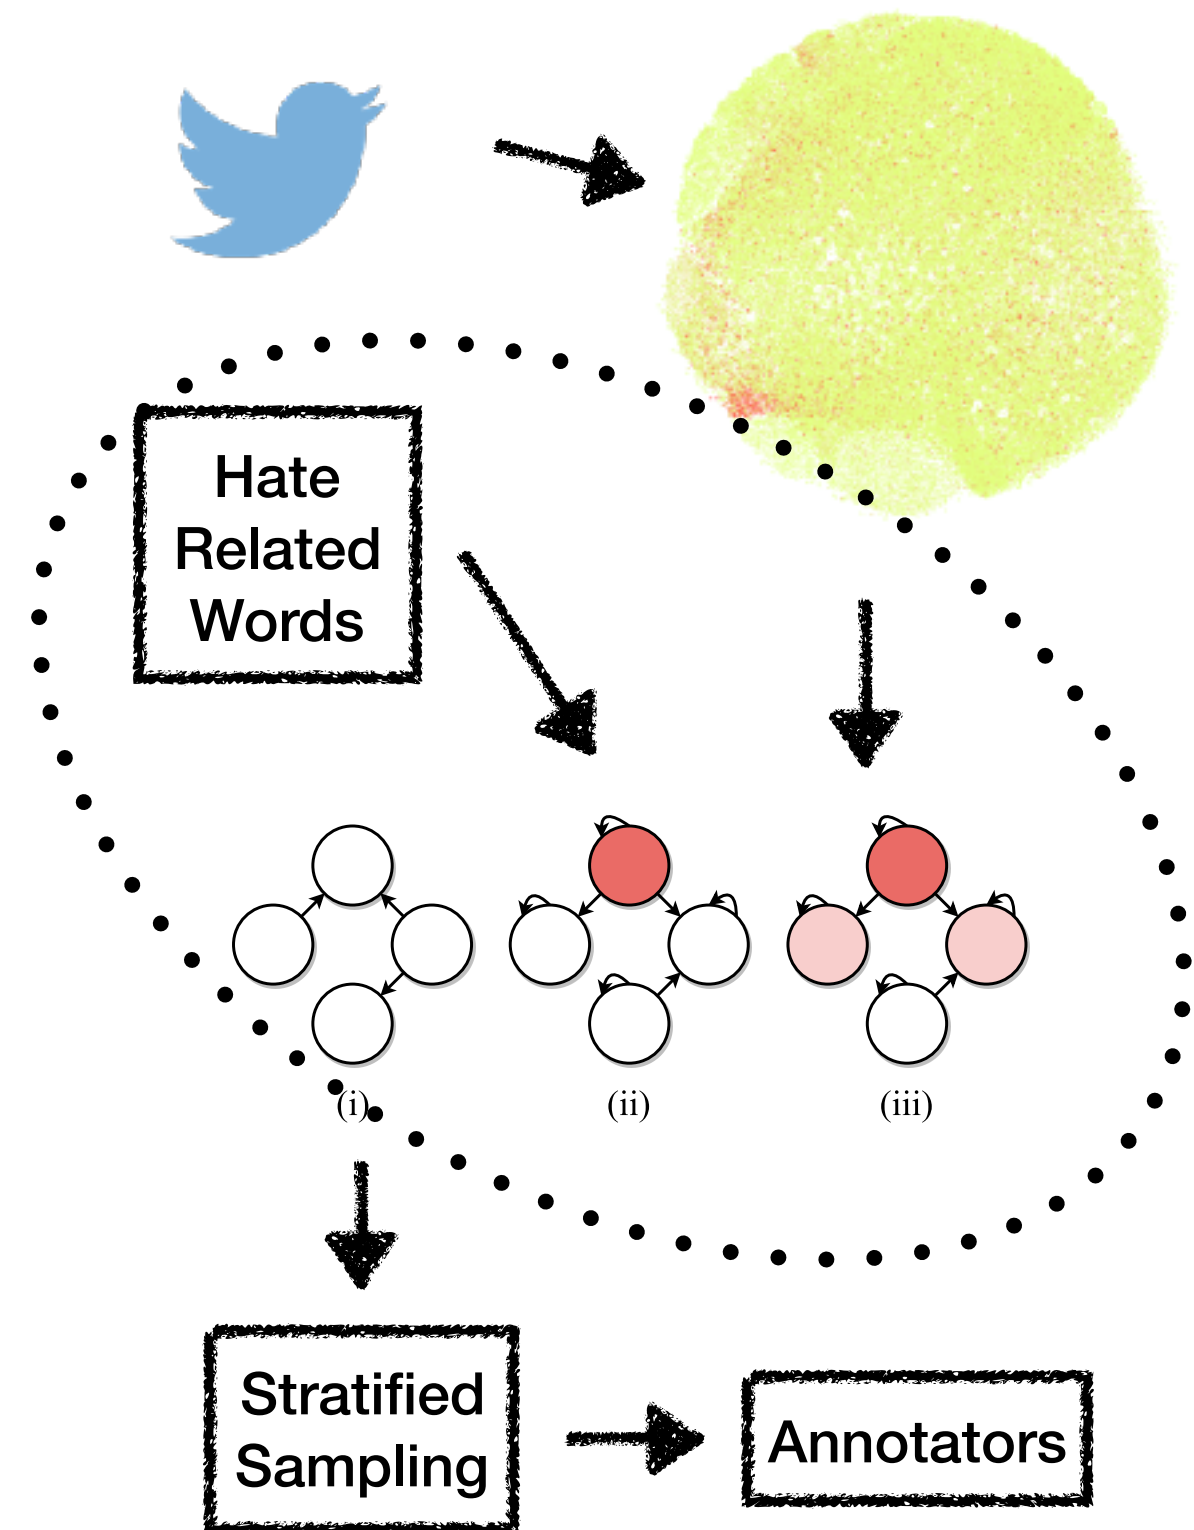 Hate
Related
Words
(i)
(ii)
(iii)
Stratified
Sampling
Annotators